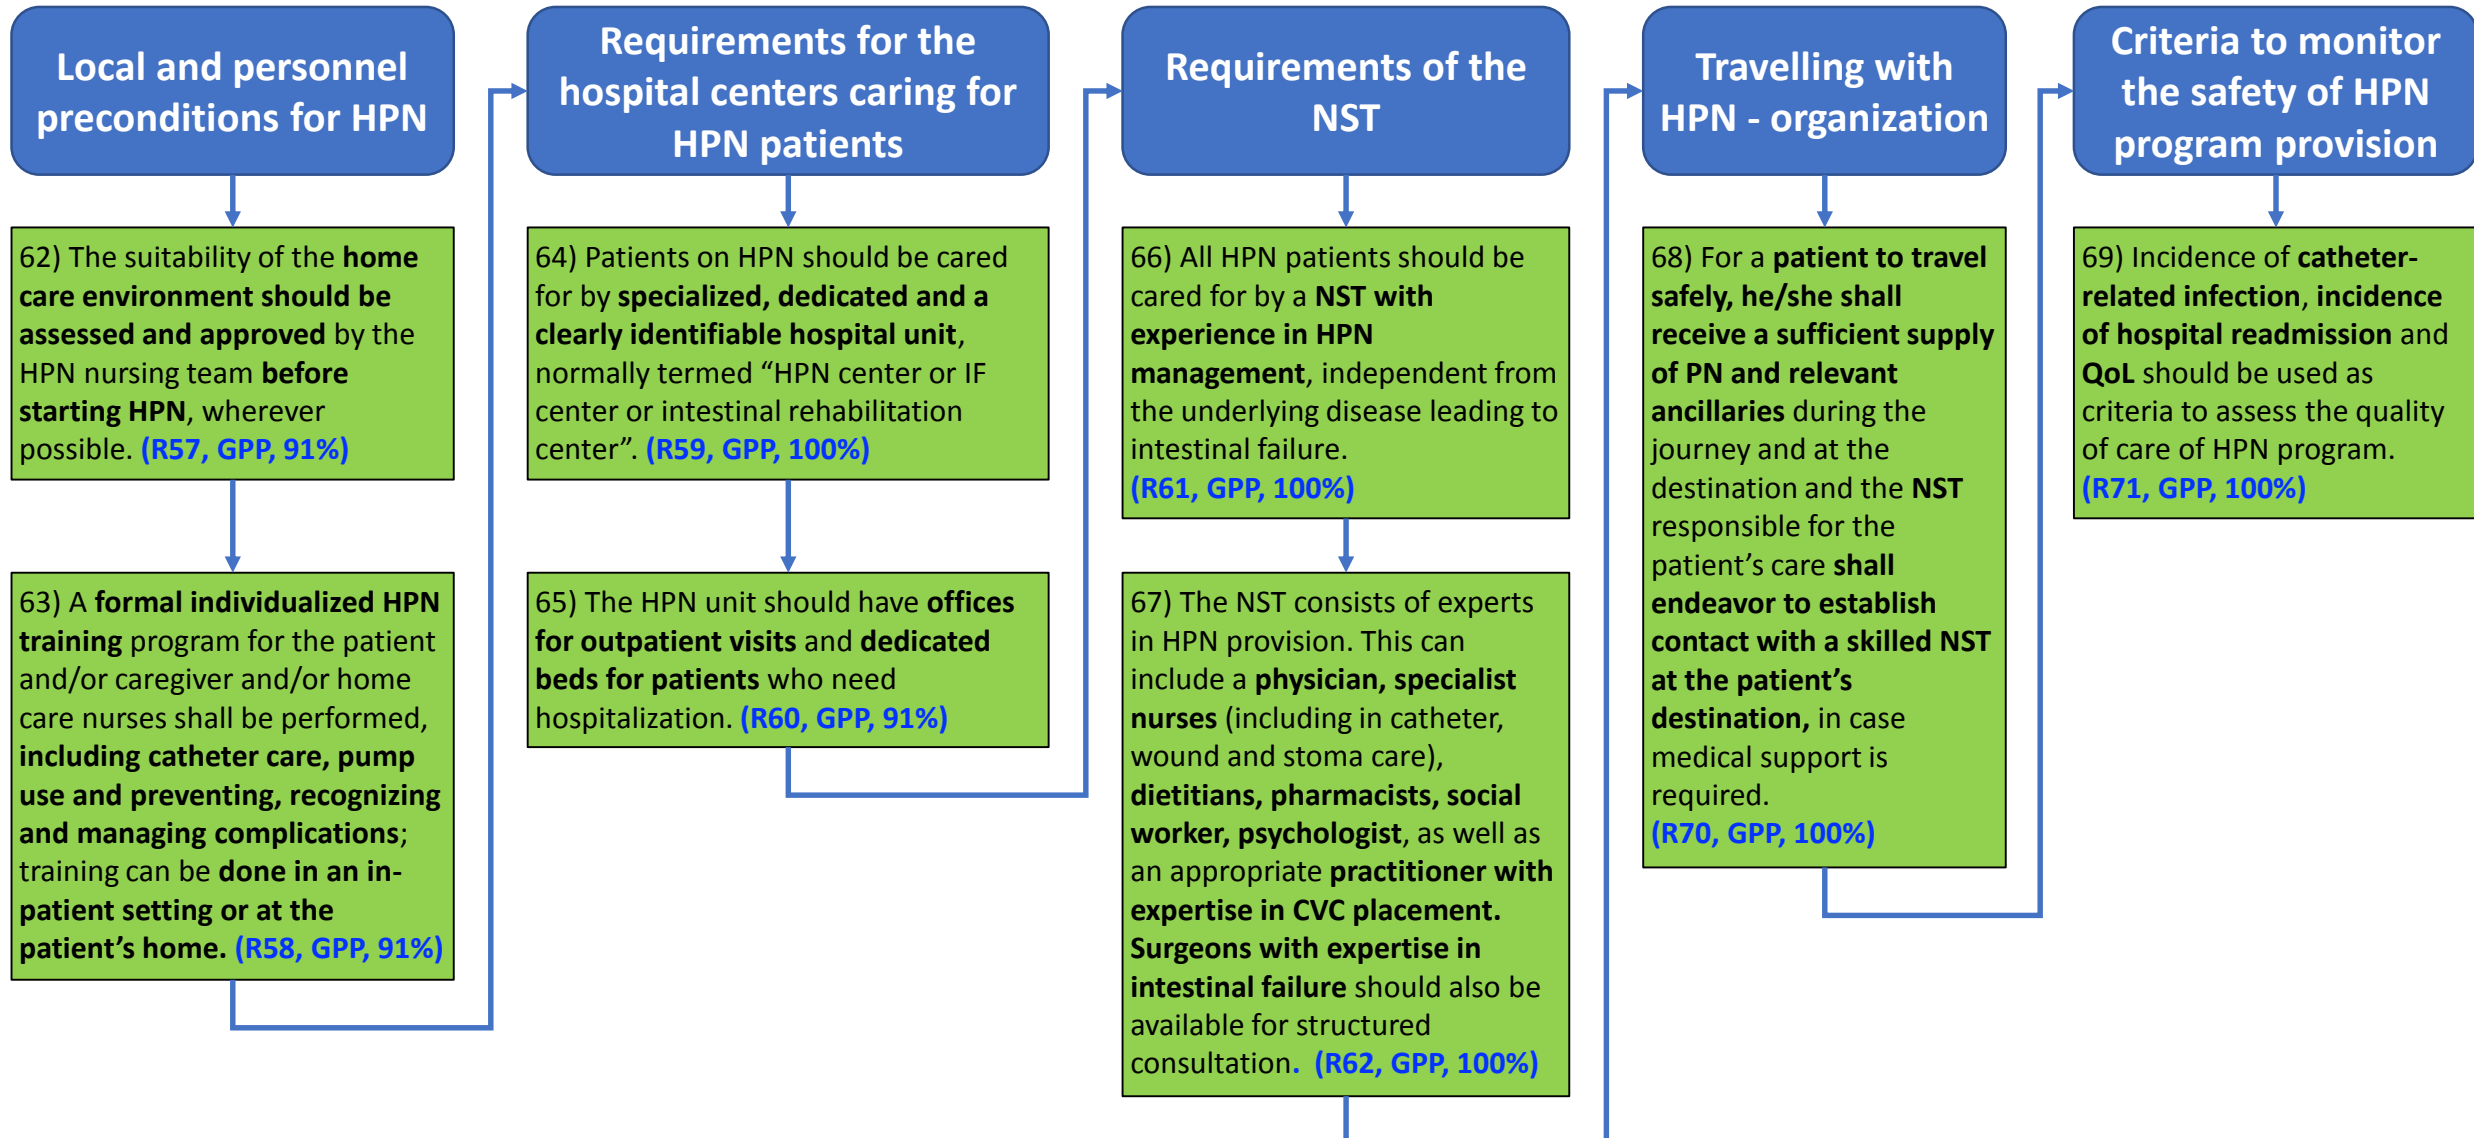 Local and personnel
preconditions for HPN
62) The suitability of the home
care environment should be
assessed and approved by the
HPN nursing team before
starting HPN, wherever
possible. (R57, GPP, 91%)
63) A formal individualized HPN
training program for the patient
and/or caregiver and/or home
care nurses shall be performed,
including catheter care, pump
use and preventing, recognizing
and managing complications;
training can be done in an in-
patient setting or at the
patient’s home. (R58, GPP, 91%)
Requirements for the
hospital centers caring for
HPN patients
64) Patients on HPN should be cared
for by specialized, dedicated and a
clearly identifiable hospital unit,
normally termed “HPN center or IF
center or intestinal rehabilitation
center”. (R59, GPP, 100%)
65) The HPN unit should have offices
for outpatient visits and dedicated
beds for patients who need
hospitalization. (R60, GPP, 91%)
Requirements of the
NST
66) All HPN patients should be
cared for by a NST with
experience in HPN
management, independent from
the underlying disease leading to
intestinal failure.
(R61, GPP, 100%)
67) The NST consists of experts
in HPN provision. This can
include a physician, specialist
nurses (including in catheter,
wound and stoma care),
dietitians, pharmacists, social
worker, psychologist, as well as
an appropriate practitioner with
expertise in CVC placement.
Surgeons with expertise in
intestinal failure should also be
available for structured
consultation. (R62, GPP, 100%)
Travelling with
HPN - organization
68) For a patient to travel
safely, he/she shall
receive a sufficient supply
of PN and relevant
ancillaries during the
journey and at the
destination and the NST
responsible for the
patient’s care shall
endeavor to establish
contact with a skilled NST
at the patient’s
destination, in case
medical support is
required.
(R70, GPP, 100%)
Criteria to monitor
the safety of HPN
program provision
69) Incidence of catheter-
related infection, incidence
of hospital readmission and
QoL should be used as
criteria to assess the quality
of care of HPN program.
(R71, GPP, 100%)